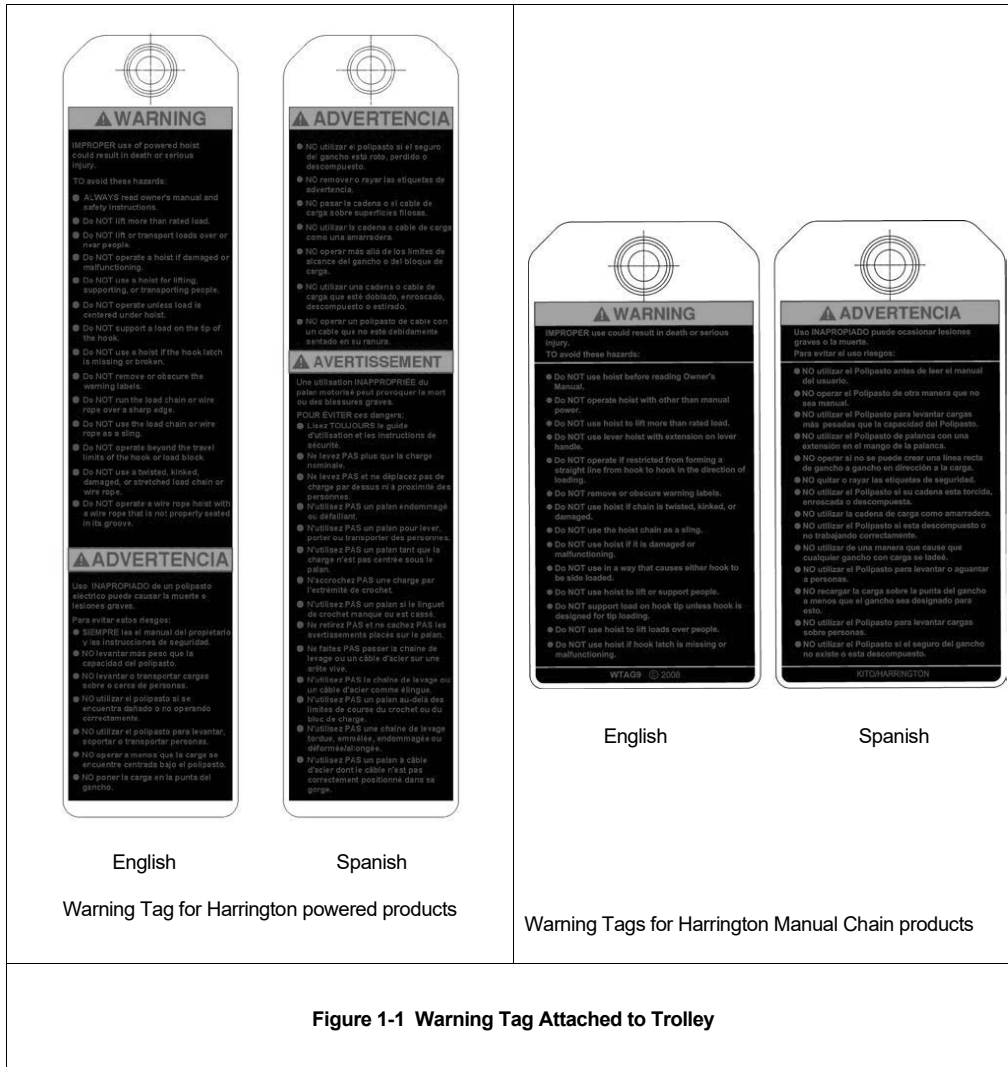 WARNING
IMPROPER use of powered hoist
could result in death or serious
injury.
TO avoid these hazards:
ALWAYS read owner's manual and
safety instructions.
Do NOT lift more than rated load.
Do NOT lift or transport loads over or
near people.
Do NOT operate a hoist if damaged or
malfunctioning.
Do NOT use a hoist for lifting,
supporting, or transporting people.
Do NOT operate unless load is
centered under hoist.
Do NOT support a load on the tip of
the hook.
Do NOT use a hoist if the hook latch
is missing or broken.
Do NOT remove or obscure the
warning labels.
Do NOT run the load chain or wire
rope over a sharp edge.
Do NOT use the load chain or wire
rope as a sling.
Do NOT operate beyond the travel
limits of the hook or load block.
Do NOT use a twisted, kinked,
damaged, or stretched load chain or
wire rope.
Do NOT operate a wire rope hoist with
a wire rope that is not properly seated
in its groove.
ADVERTENCIA
Uso INAPROPIADO de un polipasto
eléctrico puede causar la muerte o
lesiones graves.
Para evitar estos riesgos:
SIEMPRE lea el manual del propietario
y las instrucciones de seguridad.
NO levantar más peso que la
capacidad del polipasto.
NO levantar o transportar cargas
sobre o cerca de personas.
NO utilizar el polipasto si se
encuentra dañado o no operando
correctamente.
NO utilizar el polipasto para levantar,
soportar o transportar personas.
NO operar a menos que la carga se
encuentre centrada bajo el polipasto.
NO poner la carga en la punta del
gancho.
English
ADVERTENCIA
NO utilizar el polipasto si el seguro
del gancho está roto, perdido o
descompuesto.
NO remover o rayar las etiquetas de
advertencia.
NO pasar la cadena o el cable de
carga sobre superficies filosas.
NO utilizar la cadena o cable de carga
como una amarradera.
NO operar más allá de los límites de
alcance del gancho o del bloque de
carga.
NO utilizar una cadena o cable de
carga que esté doblado, enroscado,
descompuesto o estirado.
NO operar un polipasto de cable con
un cable que no esté debidamente
sentado en su ranura.
AVERTISSEMENT
Une utilisation INAPPROPRIÉE du
palan motorisé peut provoquer la mort
ou des blessures graves.
POUR ÉVITER ces dangers:
Lisez TOUJOURS le guide
d'utilisation et les instructions de
sécurité.
Ne levez PAS plus que la charge
nominale.
Ne levez PAS et ne déplacez pas de
charge par dessus ni à proximité des
personnes.
N'utilisez PAS un palan endommagé
ou défaillant.
N'utilisez PAS un palan pour lever,
porter ou transporter des personnes.
N'utilisez PAS un palan tant que la
charge n'est pas centrée sous le
palan.
N'accrochez PAS une charge par
l'extrémité de crochet.
N'utilisez PAS un palan si le linguet
de crochet manque ou est cassé.
Ne retirez PAS et ne cachez PAS les
avertissements placés sur le palan.
Ne faites PAS passer la chaîne de
levage ou un câble d'acier sur une
arête vive.
N'utilisez PAS la chaîne de levage ou
un câble d'acier comme élingue.
N'utilisez PAS un palan au-delà des
limites de course du crochet ou du
bloc de charge.
N'utilisez PAS une chaîne de levage
tordue, emmêlée, endommagée ou
déformée/allongée.
N'utilisez PAS un palan à câble
d'acier dont le câble n'est pas
correctement positionné dans sa
gorge.
Spanish
Warning Tag for Harrington powered products
WARNING
IMPROPER use could result in death or serious
injury.
TO avoid these hazards:
Do NOT use hoist before reading Owner's
Manual.
Do NOT operate hoist with other than manual
power.
Do NOT use hoist to lift more than rated load.
Do NOT use lever hoist with extension on lever
handle.
Do NOT operate if restricted from forming a
straight line from hook to hook in the direction of
loading.
Do NOT remove or obscure warning labels.
Do NOT use hoist if chain is twisted, kinked, or
damaged.
Do NOT use the hoist chain as a sling.
Do NOT use hoist if it is damaged or
malfunctioning.
Do NOT use in a way that causes either hook to
be side loaded.
Do NOT use hoist to lift or support people.
Do NOT support load on hook tip unless hook is
designed for tip loading.
Do NOT use hoist to lift loads over people.
Do NOT use hoist if hook latch is missing or
malfunctioning.
WTAG9 © 2008
English
ADVERTENCIA
Uso INAPROPIADO puede ocasionar lesiones
graves o la muerte.
Para evitar el uso riesgos:
NO utilizar el Polipasto antes de leer el manual
del usuario.
NO operar el Polipasto de otra manera que no
sea manual.
NO utilizar el Polipasto para levantar cargas
más pesadas que la capacidad del Polipasto.
NO utilizar el Polipasto de palanca con una
extensión en el mango de la palanca.
NO operar si no se puede crear una línea recta
de gancho a gancho en dirección a la carga.
NO quitar o rayar las etiquetas de seguridad.
NO utilizar el Polipasto si su cadena esta torcida,
enroscada o descompuesta.
NO utilizar la cadena de carga como amarradera.
NO utilizar el Polipasto si esta descompuesto o
no trabajando correctamente.
NO utilizar de una manera que cause que
cualquier gancho con carga se ladeé.
NO utilizar el Polipasto para levantar o aguantar
a personas.
NO recargar la carga sobre la punta del gancho
a menos que el gancho sea designado para
esto.
NO utilizar el Polipasto para levantar cargas
sobre personas.
NO utilizar el Polipasto si el seguro del gancho
no existe o esta descompuesto.
KITO/HARRINGTON
Spanish
Warning Tags for Harrington Manual Chain products
Figure 1-1 Warning Tag Attached to Trolley